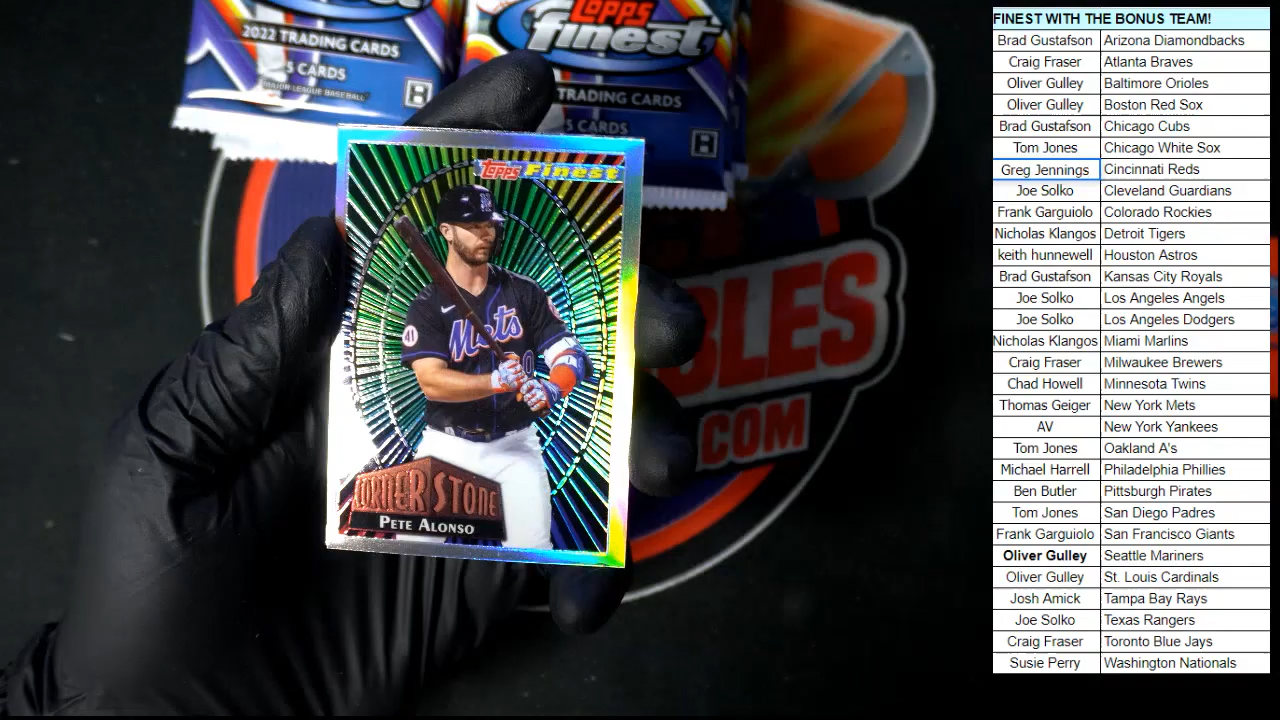 2022 TRADING CARDS
5 CARDS
MAJOR LEAGUE BASEBALL
H
Topps
finest
TRADING CARDS
5 CARDS
H
Topps Finest
41
Mets
CORNERSTONE
PETE ALONSO
BLES
.COM
FINEST WITH THE BONUS TEAM!
Brad Gustafson Arizona Diamondbacks
Craig Fraser Atlanta Braves
Oliver Gulley Baltimore Orioles
Oliver Gulley Boston Red Sox
Brad Gustafson Chicago Cubs
Tom Jones Chicago White Sox
Greg Jennings Cincinnati Reds
Joe Solko Cleveland Guardians
Frank Garguiolo Colorado Rockies
Nicholas Klangos Detroit Tigers
keith hunnewell Houston Astros
Brad Gustafson Kansas City Royals
Joe Solko Los Angeles Angels
Joe Solko Los Angeles Dodgers
Nicholas Klangos Miami Marlins
Craig Fraser Milwaukee Brewers
Chad Howell Minnesota Twins
Thomas Geiger New York Mets
AV New York Yankees
Tom Jones Oakland A's
Michael Harrell Philadelphia Phillies
Ben Butler Pittsburgh Pirates
Tom Jones San Diego Padres
Frank Garguiolo San Francisco Giants
Oliver Gulley Seattle Mariners
Oliver Gulley St. Louis Cardinals
Josh Amick Tampa Bay Rays
Joe Solko Texas Rangers
Craig Fraser Toronto Blue Jays
Susie Perry Washington Nationals